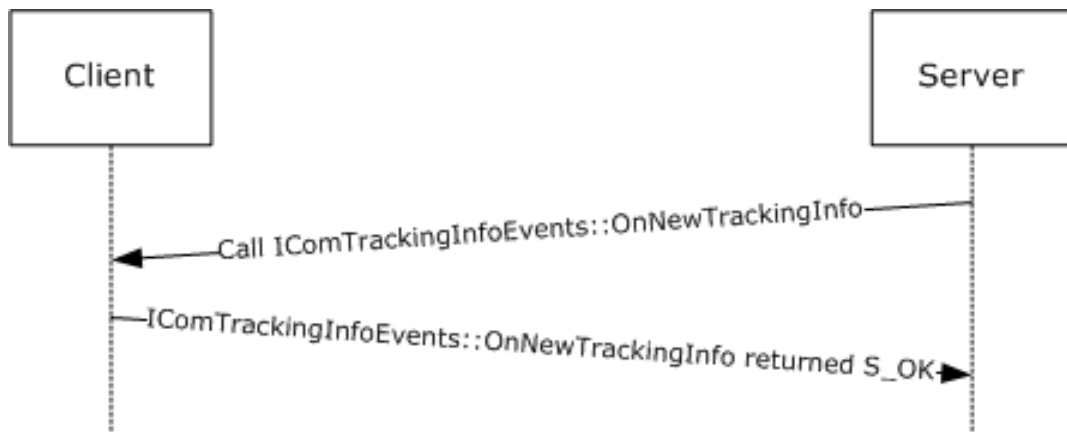 Client
Server
Call IComTrackingInfoEvents::OnNewTrackingInfo
IComTrackingInfoEvents::OnNewTrackingInfo returned S_OK